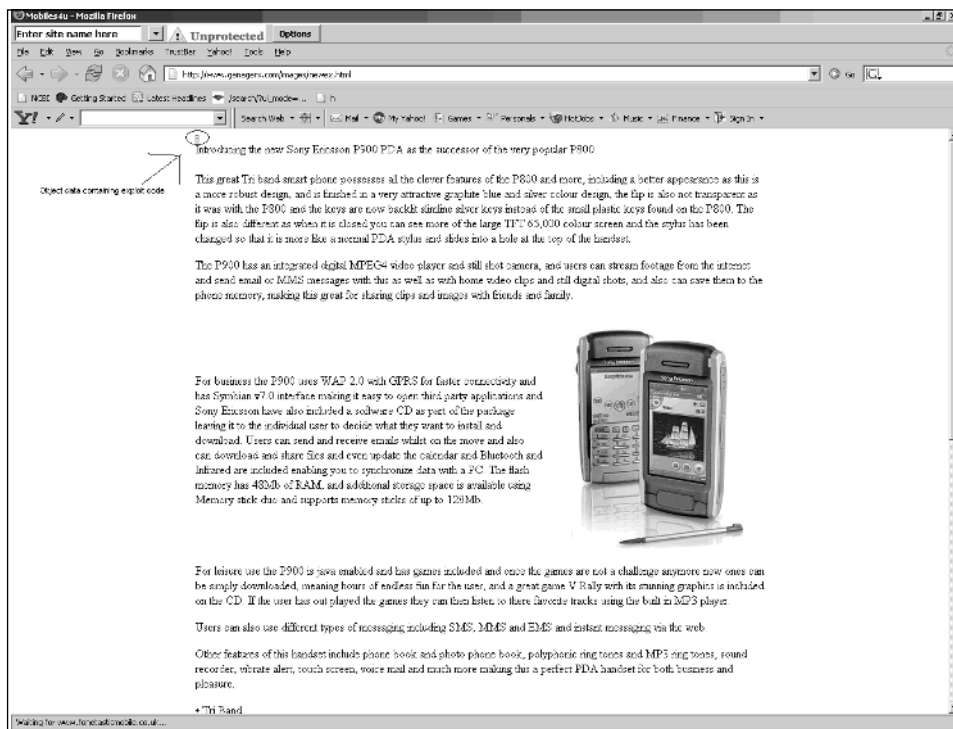 Mobiles4u - Mozilla Firefox
Enter site name here Unprotected Options
File Edit View Go Bookmarks TrustBar Yahoo! Tools Help
http://www.genagerx.com/images/newex.html Go
NCBI Getting Started Latest Headlines /search/?ul_mode=... h
Y! Search Web Mail My Yahoo! Games Personals HotJobs Music Finance Sign In
Introducing the new Sony Ericsson P900 PDA as the successor of the very popular P800
Object data containing exploit code
This great Tri band smart phone possesses all the clever features of the P800 and more, including a better appearance as this is
a more robust design, and is finished in a very attractive graphite blue and silver colour design, the flip is also not transparent as
it was with the P800 and the keys are now backlit slimline silver keys instead of the small plastic keys found on the P800. The
flip is also different as when it is closed you can see more of the large TFT 65,000 colour screen and the stylus has been
changed so that it is more like a normal PDA stylus and slides into a hole at the top of the handset.
The P900 has an integrated digital MPEG4 video player and still shot camera, and users can stream footage from the internet
and send email or MMS messages with this as well as with home video clips and still digital shots, and also can save them to the
phone memory, making this great for sharing clips and images with friends and family.
For business the P900 uses WAP 2.0 with GPRS for faster connectivity and
has Symbian v7.0 interface making it easy to open third party applications and
Sony Ericsson have also included a software CD as part of the package
leaving it to the individual user to decide what they want to install and
download. Users can send and receive emails whilst on the move and also
can download and share files and even update the calendar and Bluetooth and
Infrared are included enabling you to synchronize data with a PC. The flash
memory has 48Mb of RAM, and additional storage space is available using
Memory stick duo and supports memory sticks of up to 128Mb.
Sony Ericsson
For leisure use the P900 is java enabled and has games included and once the games are not a challenge anymore new ones can
be simply downloaded, meaning hours of endless fun for the user, and a great game V Rally with its stunning graphics is included
on the CD. If the user has out played the games they can then listen to there favorite tracks using the built in MP3 player.
Users can also use different types of messaging including SMS, MMS and EMS and instant messaging via the web.
Other features of this handset include phone book and photo phone book, polyphonic ring tones and MP3 ring tones, sound
recorder, vibrate alert, touch screen, voice mail and much more making this a perfect PDA handset for both business and
pleasure.
• Tri Band
Waiting for www.fonetasticmobile.co.uk...